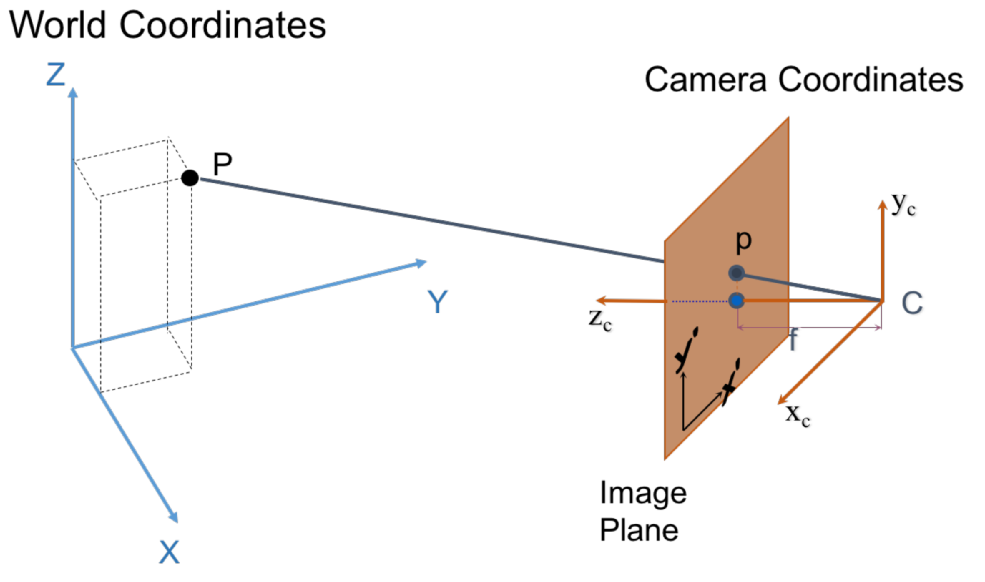 World Coordinates
Z
Camera Coordinates
P
y_c
p
Y
z_c
C
f
y'
x'
x_c
Image
Plane
X